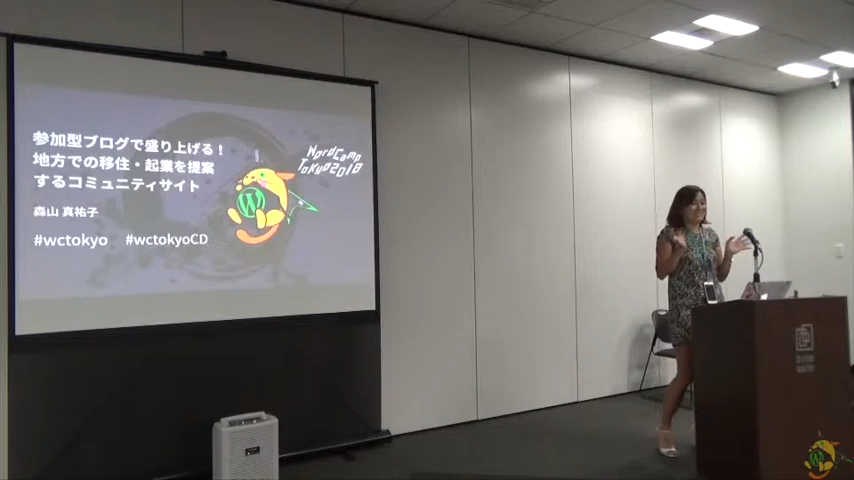 参加型ブログで盛り上げる！
地方での移住・起業を提案
するコミュニティサイト
森山 真祐子
#wctokyo #wctokyoCD
WordCamp
Tokyo2018